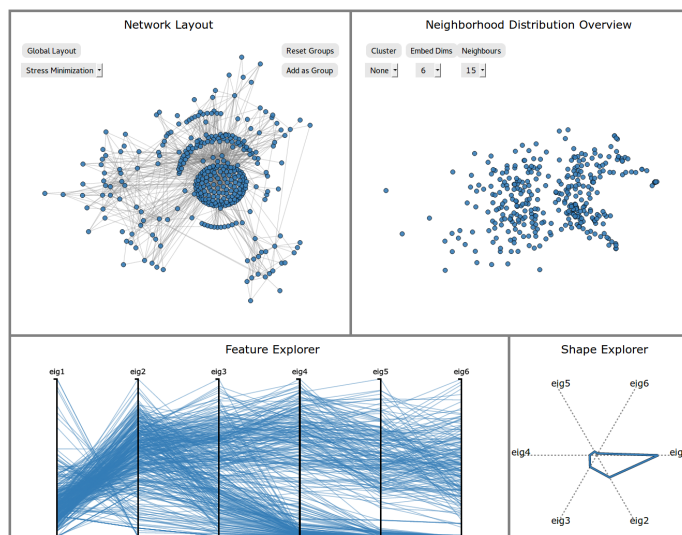 Network Layout
Global Layout
Reset Groups
Stress Minimization
Add as Group
Neighborhood Distribution Overview
Cluster Embed Dims Neighbours
None 6 15
Feature Explorer
eig1 eig2 eig3 eig4 eig5 eig6
Shape Explorer
eig5 eig6
eig4 eig
eig3 eig2